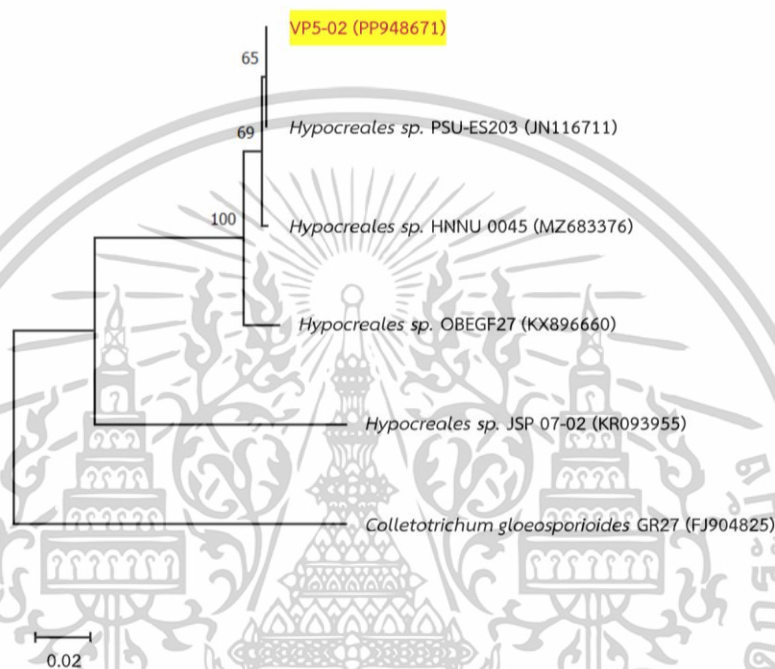 VP5-02 (PP948671)
65
Hypocreales sp. PSU-ES203 (JN116711)
69
Hypocreales sp. HNNU 0045 (MZ683376)
100
Hypocreales sp. OBEGF27 (KX896660)
Hypocreales sp. JSP 07-02 (KR093955)
Colletotrichum gloeosporioides GR27 (FJ904825)
0.02